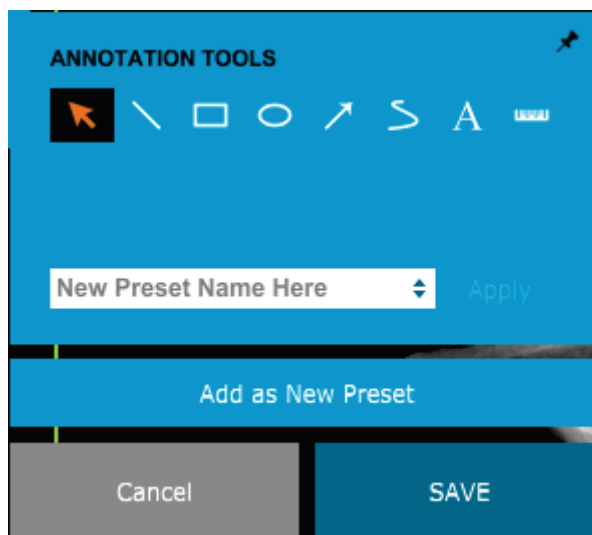 ANNOTATION TOOLS
A
New Preset Name Here
Apply
Add as New Preset
Cancel
SAVE